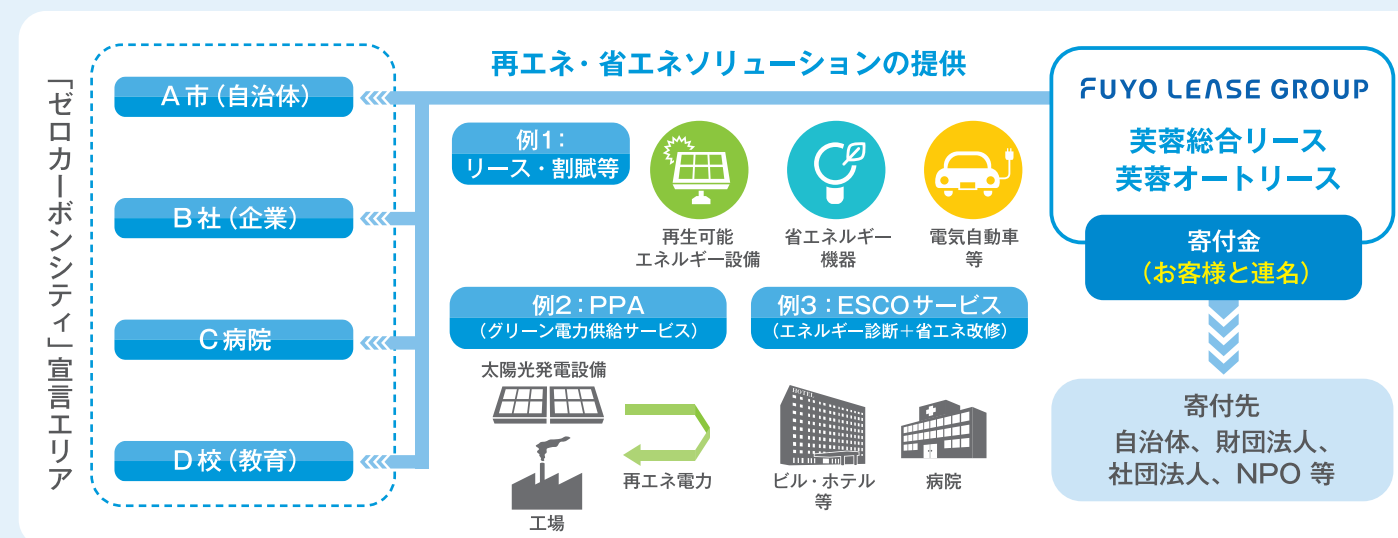 「ゼロカーボンシティ」宣言エリア
A市（自治体）
B社（企業）
C病院
D校（教育）
再エネ・省エネソリューションの提供
例1：
リース・割賦等
再生可能
エネルギー設備
省エネルギー
機器
電気自動車
等
例2：PPA
（グリーン電力供給サービス）
太陽光発電設備
工場
再エネ電力
例3：ESCOサービス
（エネルギー診断＋省エネ改修）
HOTEL
ビル・ホテル
等
病院
FUYO LEASE GROUP
芙蓉総合リース
芙蓉オートリース
寄付金
（お客様と連名）
寄付先
自治体、財団法人、
社団法人、NPO 等